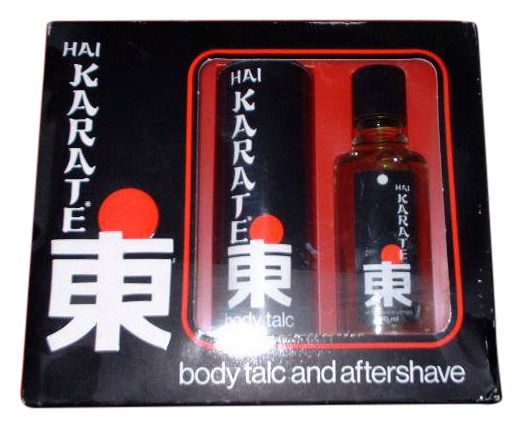 HAI
KARATE®
東
HAI
KARATE®
東
body talc
HAI
KARATE
東
body talc and aftershave